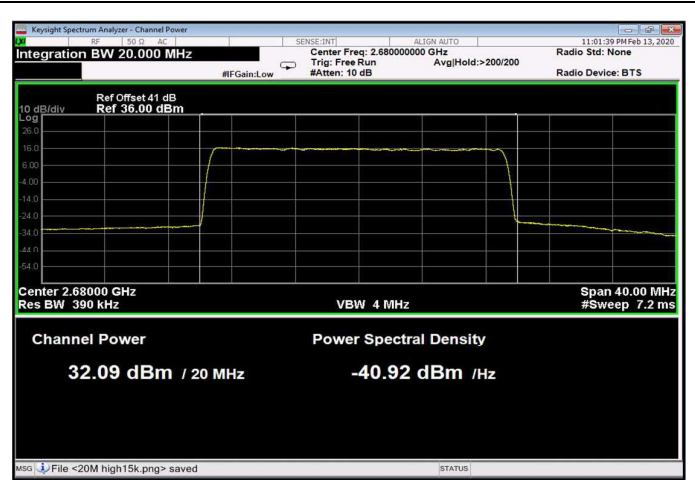 Keysight Spectrum Analyzer - Channel Power
LXI RF 50 Ω AC SENSE:INT ALIGN AUTO 11:01:39 PM Feb 13, 2020
Integration BW 20.000 MHz Center Freq: 2.680000000 GHz Radio Std: None
Trig: Free Run Avg|Hold:>200/200
#IFGain:Low #Atten: 10 dB Radio Device: BTS
Ref Offset 41 dB
10 dB/div Ref 36.00 dBm
Log
26.0
16.0
6.00
-4.00
-14.0
-24.0
-34.0
-44.0
-54.0
Center 2.68000 GHz Span 40.00 MHz
Res BW 390 kHz VBW 4 MHz #Sweep 7.2 ms
Channel Power Power Spectral Density
32.09 dBm / 20 MHz -40.92 dBm /Hz
MSG File <20M high15k.png> saved STATUS